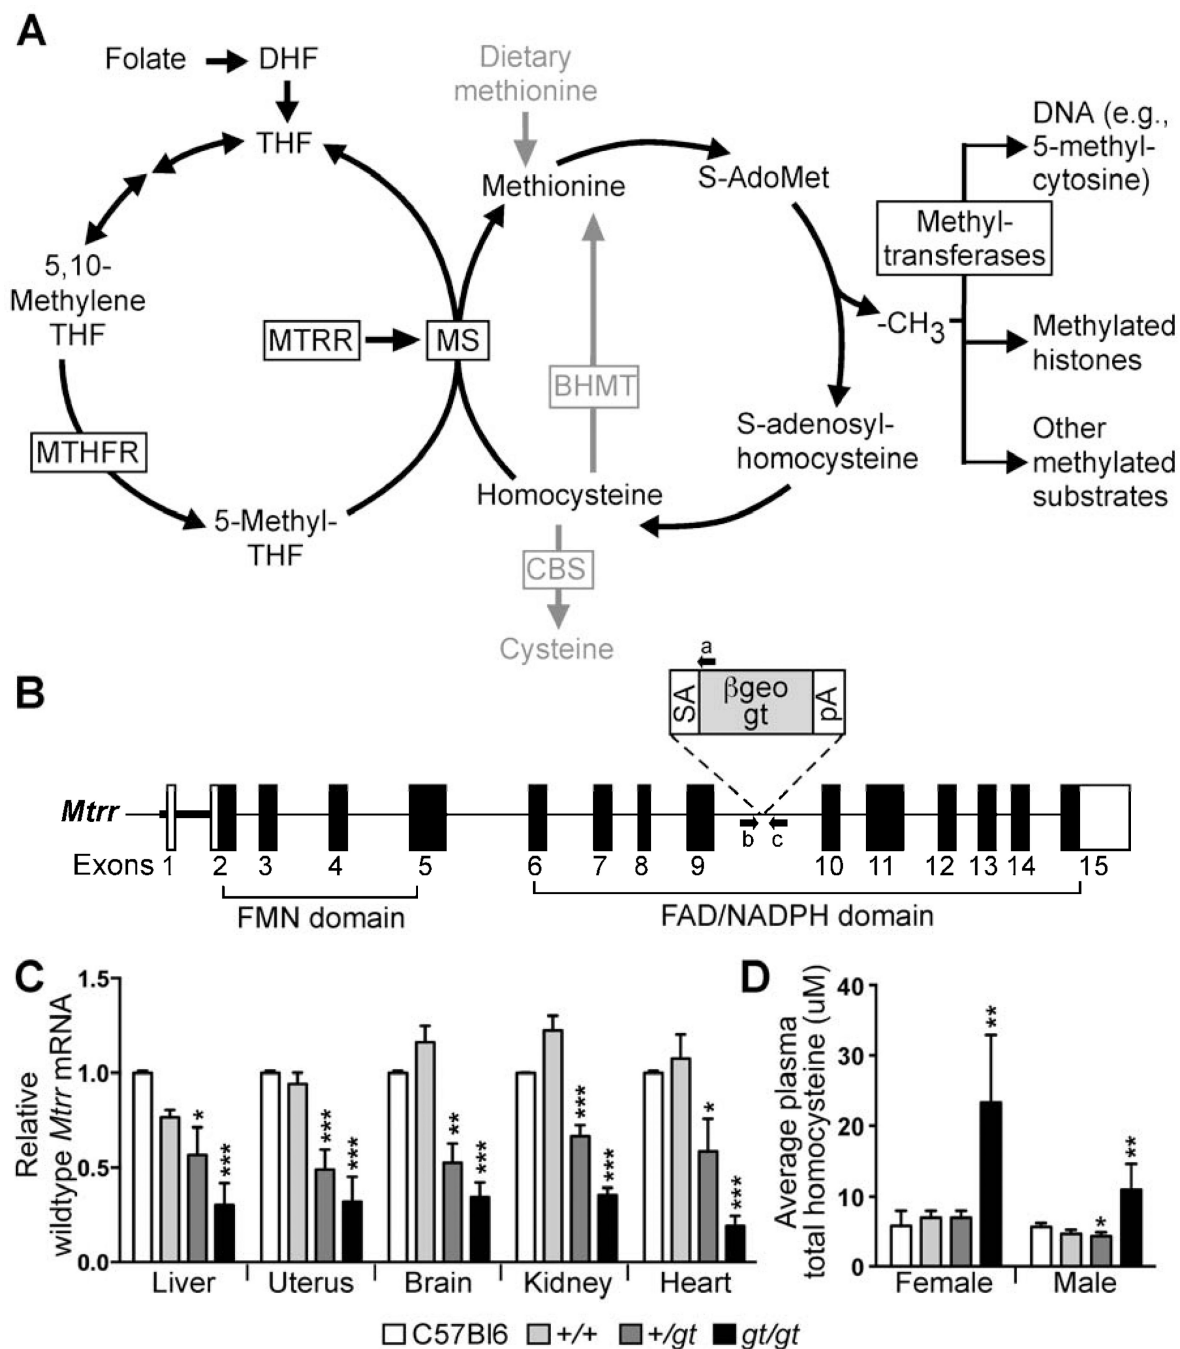 A
Folate
DHF
THF
5,10-
Methylene
THF
MTHFR
5-Methyl-
THF
MTRR
MS
Dietary
methionine
Methionine
BHMT
Homocysteine
CBS
Cysteine
S-AdoMet
S-adenosyl-
homocysteine
-CH3
Methyl-
transferases
DNA (e.g.,
5-methyl-
cytosine)
Methylated
histones
Other
methylated
substrates
B
a
SA
βgeo
gt
pA
Mtrr
b
c
Exons 1 2 3 4 5 6 7 8 9 10 11 12 13 14 15
FMN domain
FAD/NADPH domain
C
Relative
wildtype Mtrr mRNA
1.5
1.0
0.5
0.0
*
***
***
***
**
***
***
***
*
***
Liver
Uterus
Brain
Kidney
Heart
D
Average plasma
total homocysteine (uM)
40
30
20
10
0
**
*
**
Female
Male
C57Bl6
+/+
+/gt
gt/gt